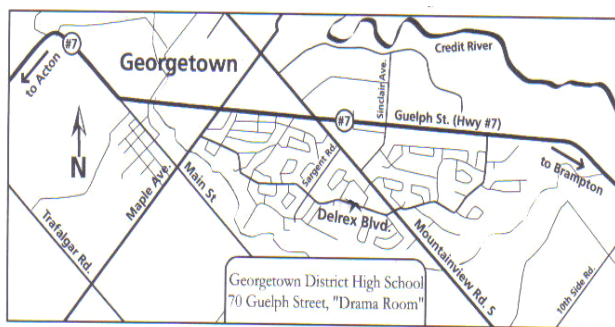 #7
to Acton
Georgetown
Credit River
Sinclair Ave.
#7
Guelph St. (Hwy #7)
N
Maple Ave.
Main St
Sargent Rd.
to Brampton
Trafalgar Rd.
Delrex Blvd.
Mountainview Rd. S
10th Side Rd.
Georgetown District High School
70 Guelph Street, "Drama Room"